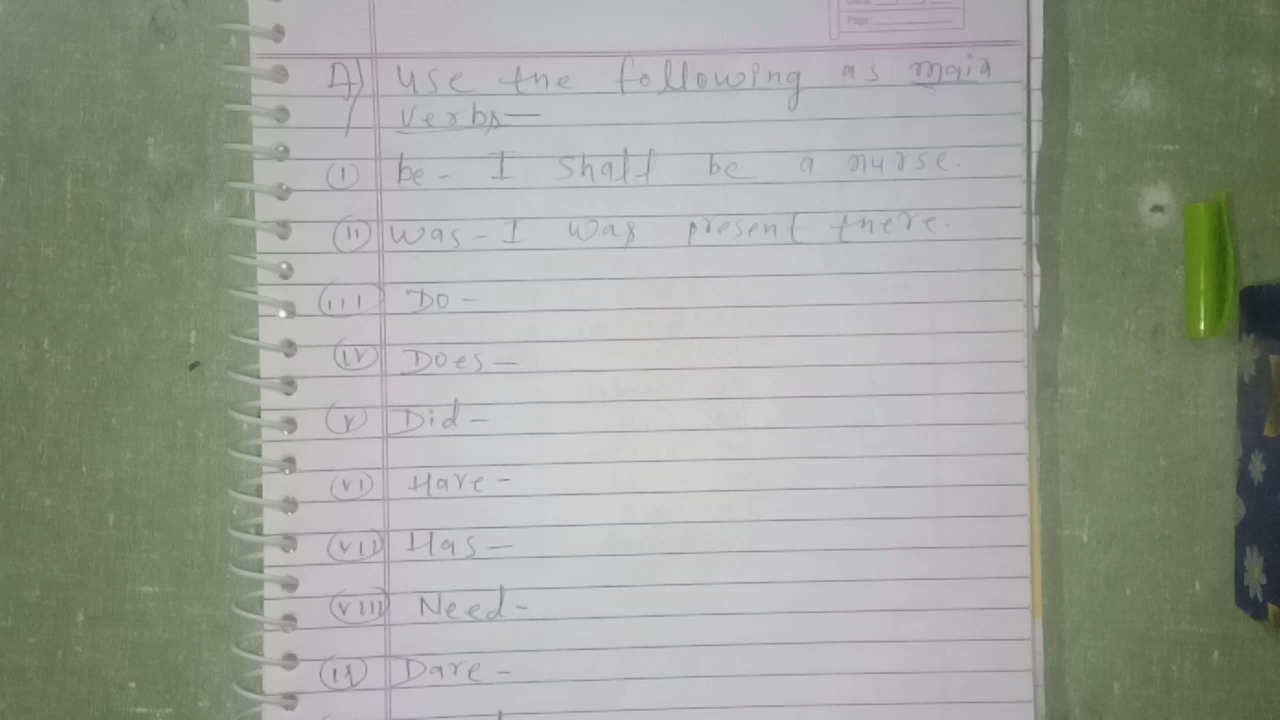 Page:
A) use the following as main
verbs—
(i) be - I shall be a nurse.
(ii) was - I was present there.
(iii) Do -
(iv) Does —
(v) Did -
(vi) Have -
(vii) Has —
(viii) Need -
(ix) Dare -